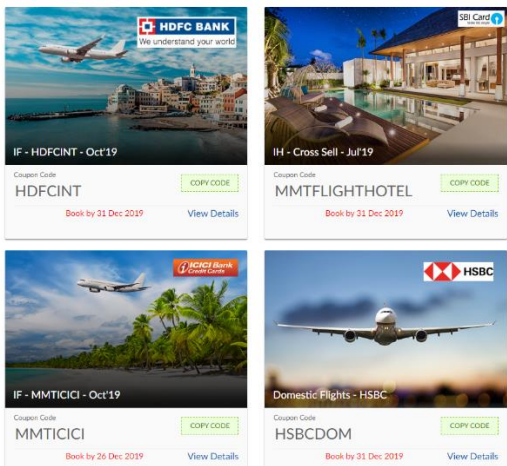 HDFC BANK
We understand your world
IF - HDFCINT - Oct'19
Coupon Code
HDFCINT
COPY CODE
Book by 31 Dec 2019
View Details
SBI Card
IH - Cross Sell - Jul'19
Coupon Code
MMTFLIGHTHOTEL
COPY CODE
Book by 31 Dec 2019
View Details
ICICI Bank
Credit Cards
IF - MMTICICI - Oct'19
Coupon Code
MMTICICI
COPY CODE
Book by 26 Dec 2019
View Details
HSBC
Domestic Flights - HSBC
Coupon Code
HSBCDOM
COPY CODE
Book by 31 Dec 2019
View Details